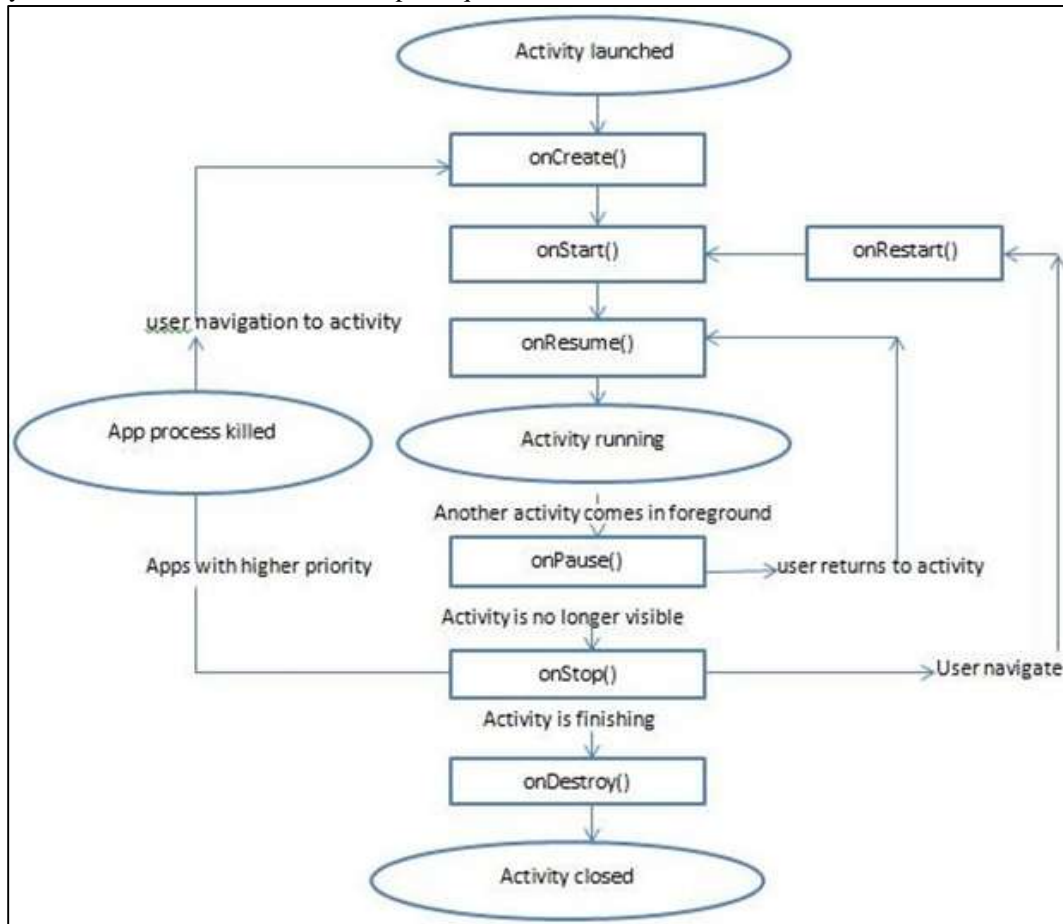 Activity launched
onCreate()
onStart()
onRestart()
user navigation to activity
onResume()
App process killed
Activity running
Another activity comes in foreground
Apps with higher priority
onPause()
user returns to activity
Activity is no longer visible
onStop()
User navigate
Activity is finishing
onDestroy()
Activity closed